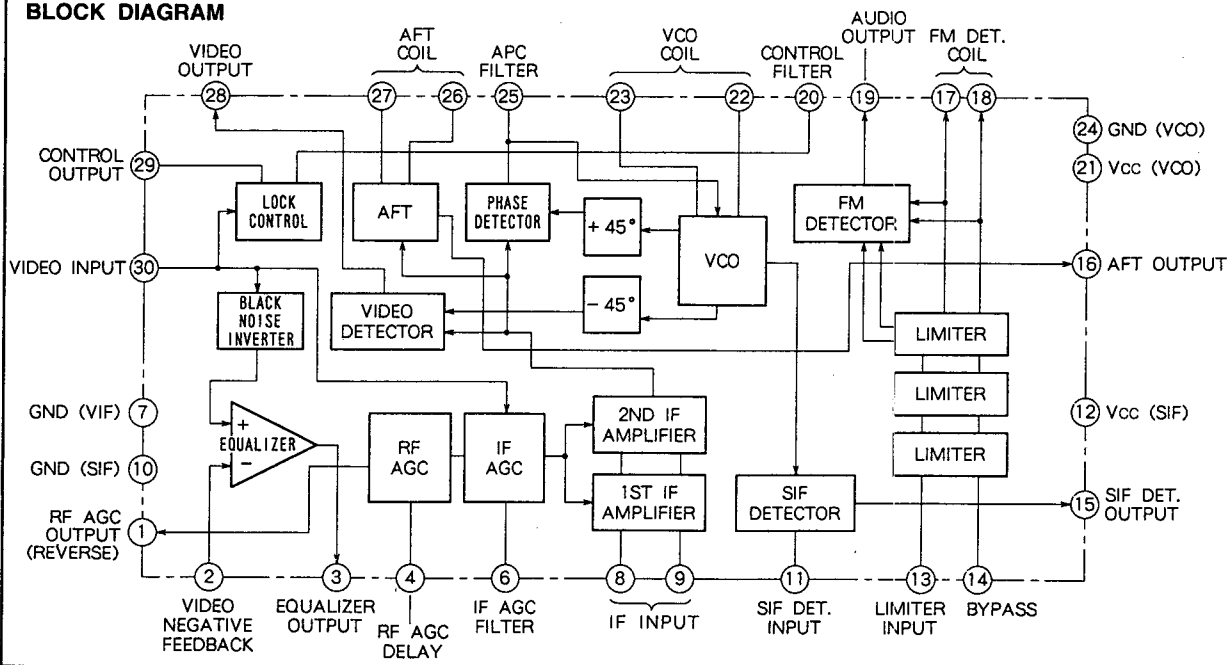 BLOCK DIAGRAM
VIDEO
OUTPUT
28
AFT
COIL
27
26
APC
FILTER
25
VCO
COIL
23
22
CONTROL
FILTER
20
AUDIO
OUTPUT
19
FM DET.
COIL
17
18
24 GND (VCO)
21 Vcc (VCO)
CONTROL
OUTPUT
29
LOCK
CONTROL
AFT
PHASE
DETECTOR
+45°
VCO
FM
DETECTOR
VIDEO INPUT 30
16 AFT OUTPUT
BLACK
NOISE
INVERTER
VIDEO
DETECTOR
-45°
LIMITER
LIMITER
LIMITER
GND (VIF) 7
12 Vcc (SIF)
+
EQUALIZER
−
RF
AGC
IF
AGC
2ND IF
AMPLIFIER
1ST IF
AMPLIFIER
SIF
DETECTOR
GND (SIF) 10
15 SIF DET.
OUTPUT
RF AGC
OUTPUT
(REVERSE)
1
2
VIDEO
NEGATIVE
FEEDBACK
3
EQUALIZER
OUTPUT
4
RF AGC
DELAY
6
IF AGC
FILTER
8
9
IF INPUT
11
SIF DET.
INPUT
13
LIMITER
INPUT
14
BYPASS